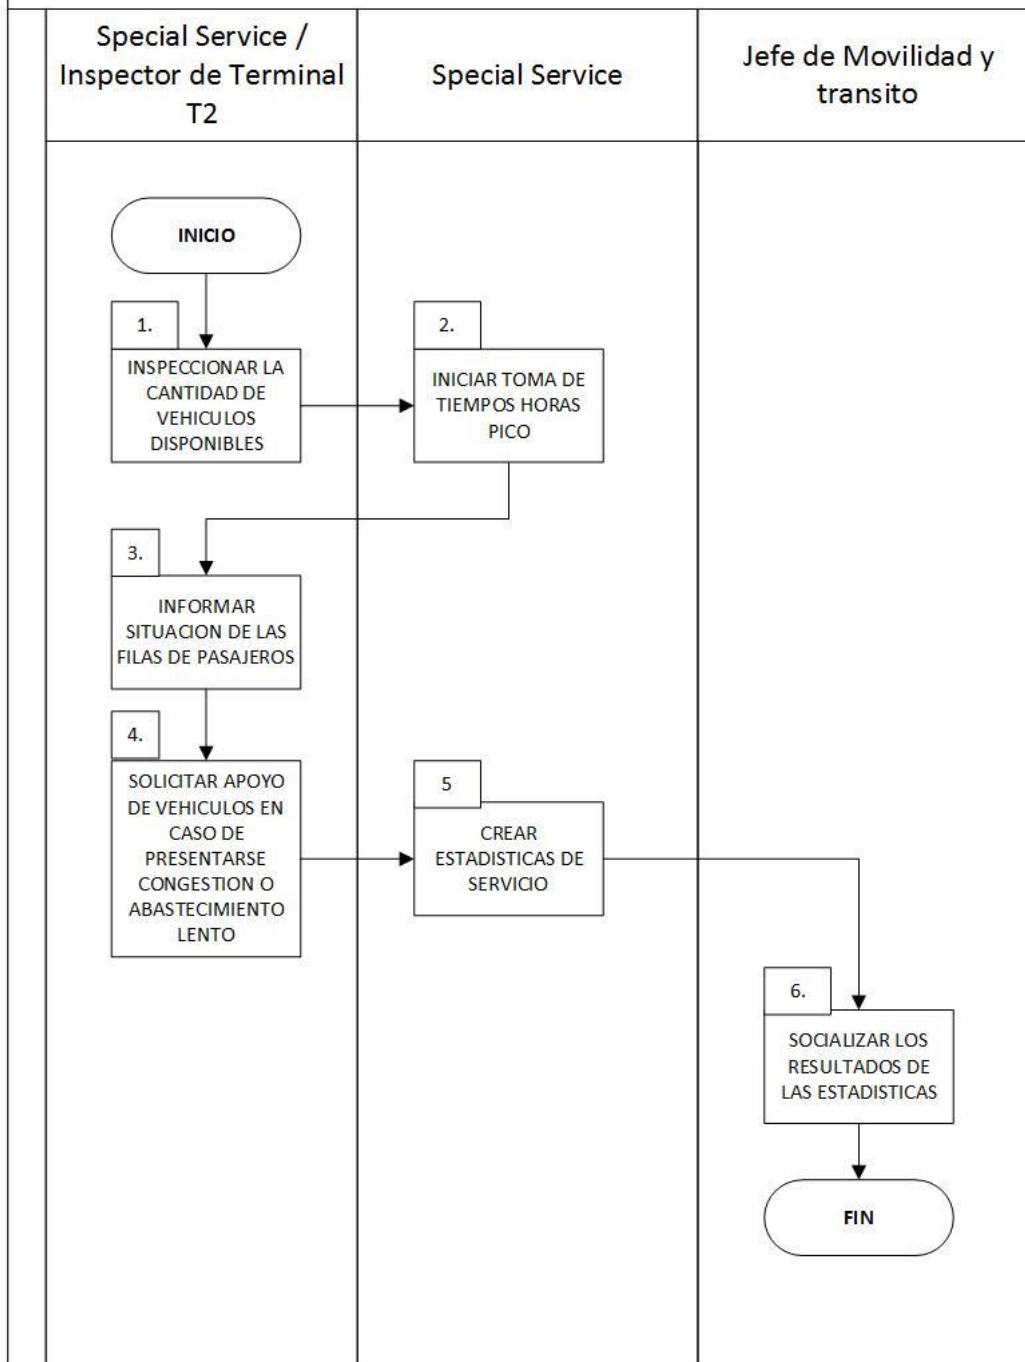 Special Service /
Inspector de Terminal
T2
Special Service
Jefe de Movilidad y
transito
INICIO
1.
INSPECCIONAR LA
CANTIDAD DE
VEHICULOS
DISPONIBLES
2.
INICIAR TOMA DE
TIEMPOS HORAS
PICO
3.
INFORMAR
SITUACION DE LAS
FILAS DE PASAJEROS
4.
SOLICITAR APOYO
DE VEHICULOS EN
CASO DE
PRESENTARSE
CONGESTION O
ABASTECIMIENTO
LENTO
5
CREAR
ESTADISTICAS DE
SERVICIO
6.
SOCIALIZAR LOS
RESULTADOS DE
LAS ESTADISTICAS
FIN